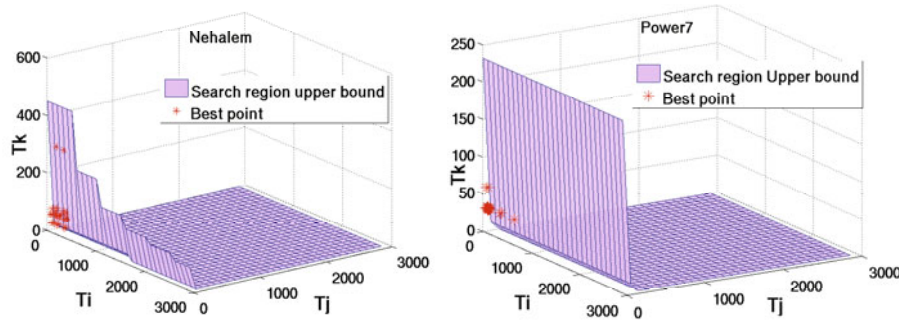 Nehalem
Search region upper bound
Best point
Tk
600
400
200
0
0
1000
2000
3000
Ti
0
1000
2000
3000
Tj
Power7
Search region Upper bound
Best point
Tk
250
200
150
100
50
0
0
1000
2000
3000
Ti
0
1000
2000
3000
Tj